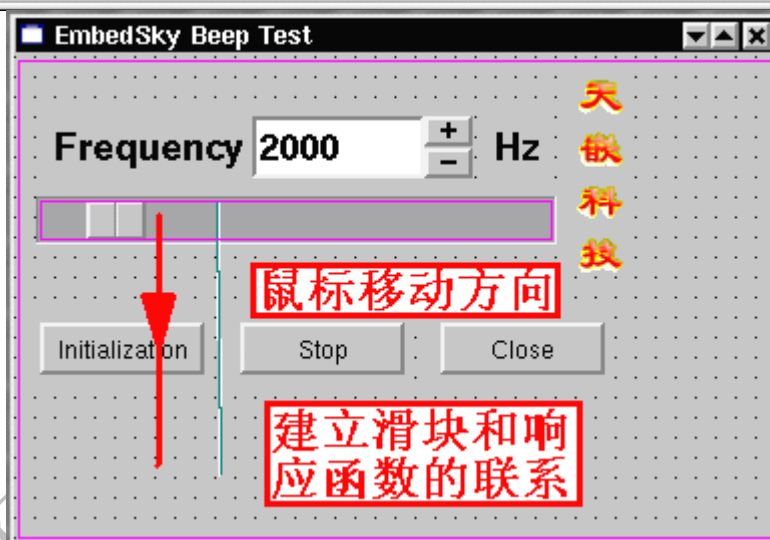 EmbedSky Beep Test
Frequency 2000 + - Hz
天嵌科技
鼠标移动方向
Initialization Stop Close
建立滑块和响
应函数的联系